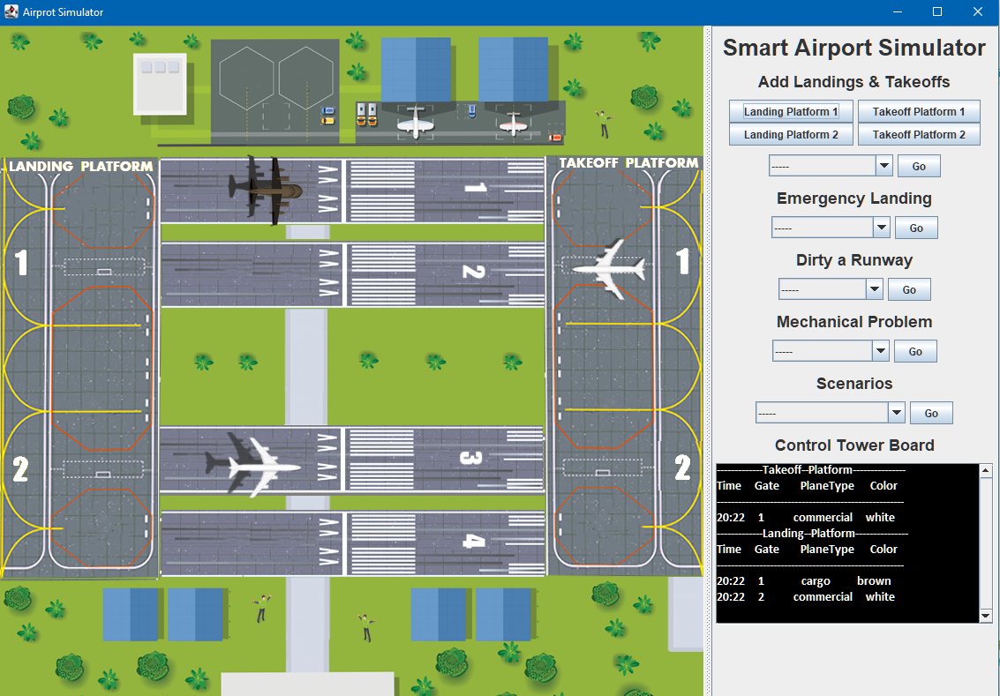 Airprot Simulator
LANDING PLATFORM
TAKEOFF PLATFORM
1
2
3
4
1
2
1
2
Smart Airport Simulator
Add Landings & Takeoffs
Landing Platform 1 Takeoff Platform 1
Landing Platform 2 Takeoff Platform 2
----- Go
Emergency Landing
----- Go
Dirty a Runway
----- Go
Mechanical Problem
----- Go
Scenarios
----- Go
Control Tower Board
-------------Takeoff--Platform---------------
Time Gate PlaneType Color
-----------------------------------------------------
20:22 1 commercial white
-------------Landing--Platform---------------
Time Gate PlaneType Color
-----------------------------------------------------
20:22 1 cargo brown
20:22 2 commercial white